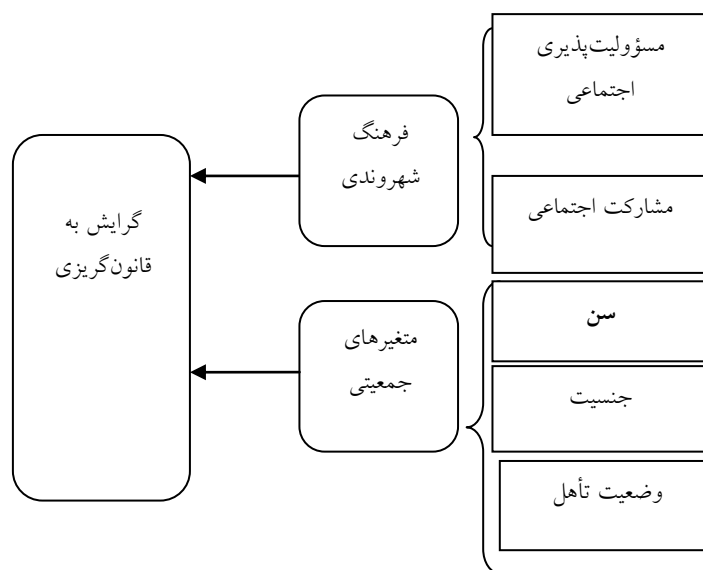 مسؤولیت‌پذیری
اجتماعی
مشارکت اجتماعی
فرهنگ
شهروندی
سن
جنسیت
وضعیت تأهل
متغیرهای
جمعیتی
گرایش به
قانون‌گریزی